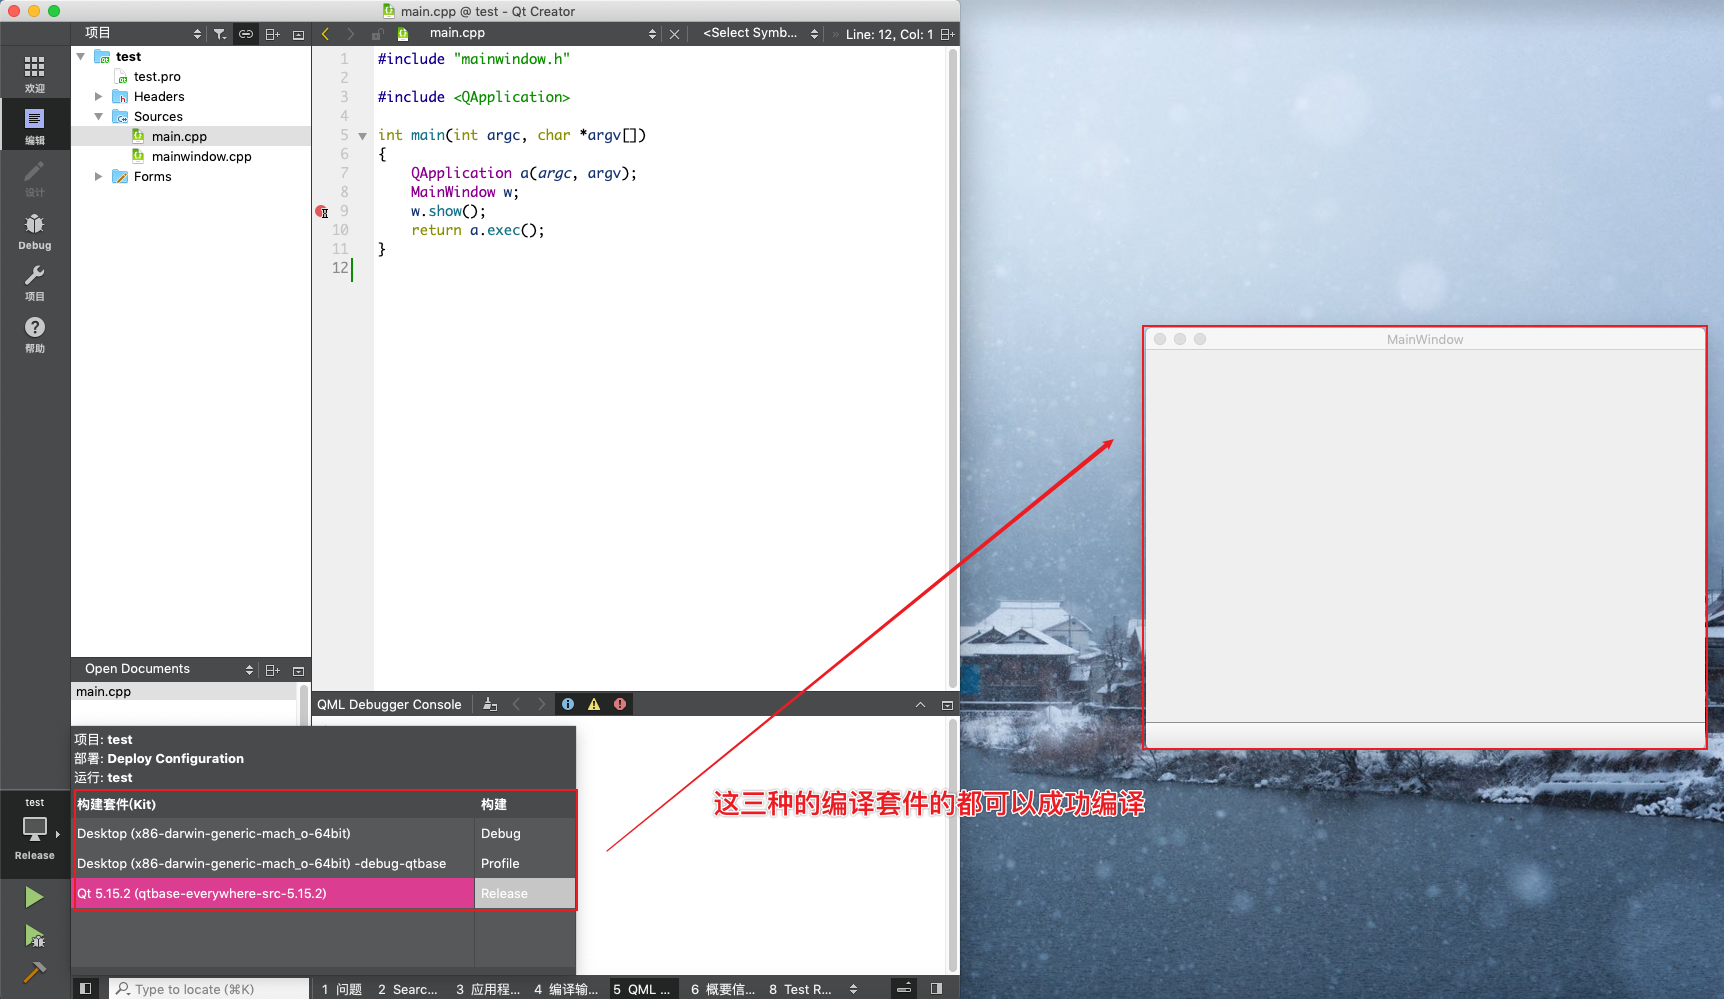 main.cpp @ test - Qt Creator
项目
main.cpp
<Select Symb...
Line: 12, Col: 1
欢迎
编辑
设计
Debug
项目
帮助
test
test.pro
Headers
Sources
main.cpp
mainwindow.cpp
Forms
1 #include "mainwindow.h"
2
3 #include <QApplication>
4
5 int main(int argc, char *argv[])
6 {
7 QApplication a(argc, argv);
8 MainWindow w;
9 w.show();
10 return a.exec();
11 }
12
MainWindow
Open Documents
main.cpp
QML Debugger Console
项目: test
部署: Deploy Configuration
运行: test
构建套件(Kit) 构建
Desktop (x86-darwin-generic-mach_o-64bit) Debug
Desktop (x86-darwin-generic-mach_o-64bit) -debug-qtbase Profile
Qt 5.15.2 (qtbase-everywhere-src-5.15.2) Release
这三种的编译套件的都可以成功编译
test
Release
Type to locate (⌘K)
1 问题 2 Searc... 3 应用程... 4 编译输... 5 QML ... 6 概要信... 8 Test R...